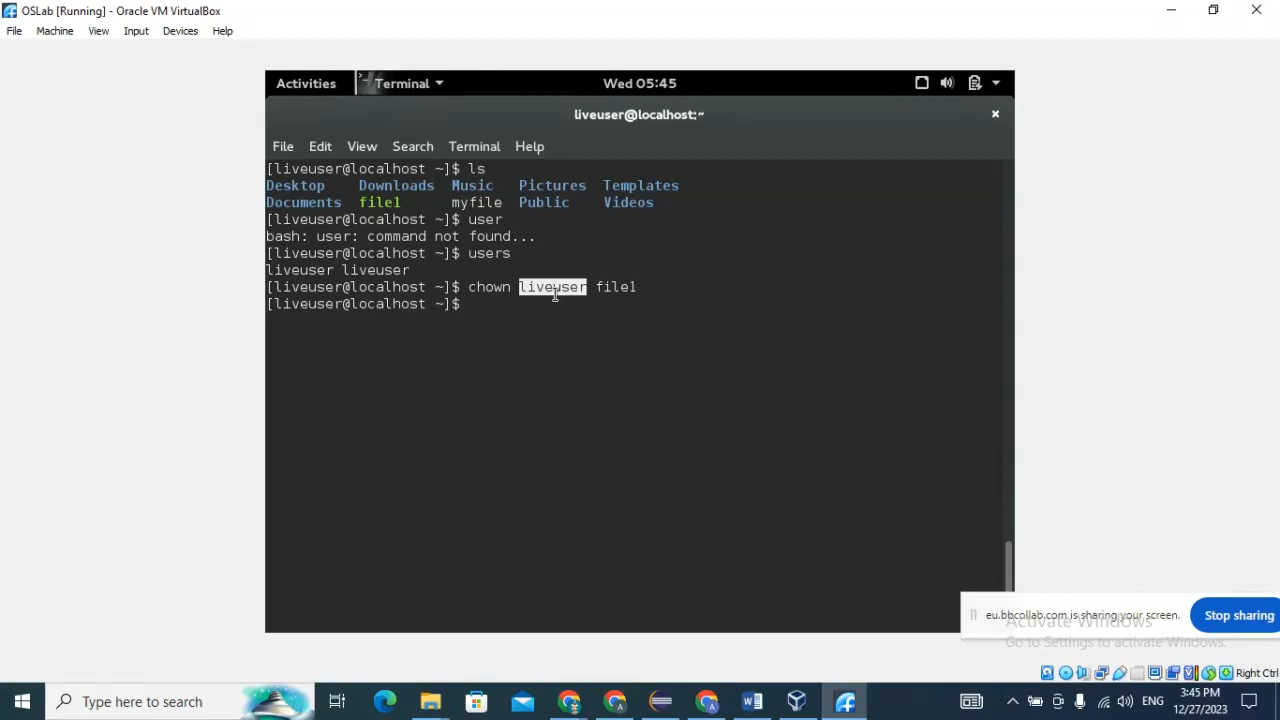 OSLab [Running] - Oracle VM VirtualBox
File Machine View Input Devices Help
Activities Terminal Wed 05:45
liveuser@localhost:~
File Edit View Search Terminal Help
[liveuser@localhost ~]$ ls
Desktop Downloads Music Pictures Templates
Documents file1 myfile Public Videos
[liveuser@localhost ~]$ user
bash: user: command not found...
[liveuser@localhost ~]$ users
liveuser liveuser
[liveuser@localhost ~]$ chown liveuser file1
[liveuser@localhost ~]$
eu.bbcollab.com is sharing your screen. Stop sharing
Activate Windows
Go to Settings to activate Windows.
Right Ctrl
Type here to search
ENG
3:45 PM
12/27/2023